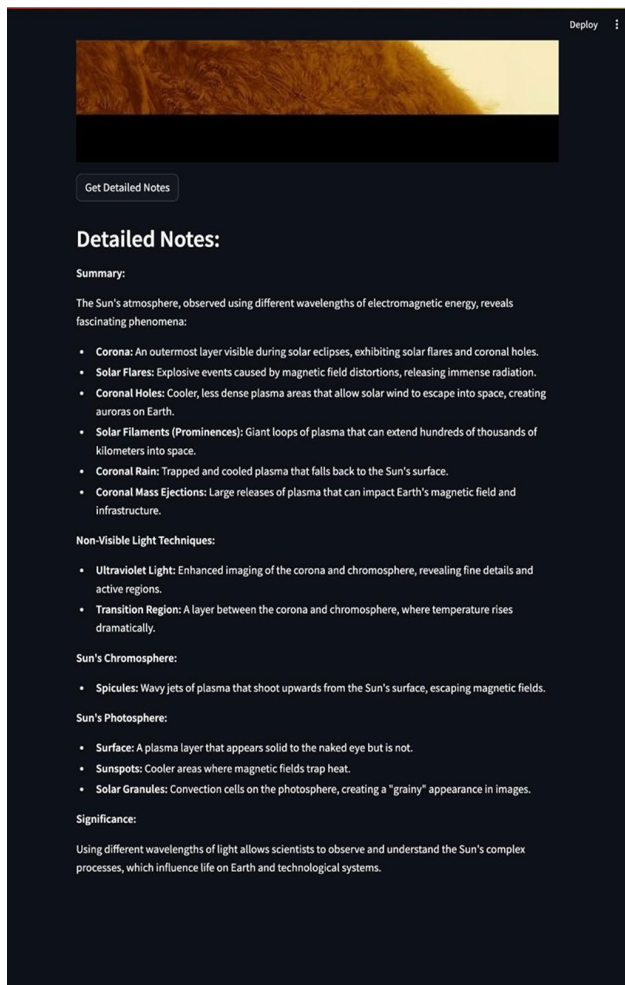 Deploy
Get Detailed Notes
Detailed Notes:
Summary:
The Sun's atmosphere, observed using different wavelengths of electromagnetic energy, reveals
fascinating phenomena:
• Corona: An outermost layer visible during solar eclipses, exhibiting solar flares and coronal holes.
• Solar Flares: Explosive events caused by magnetic field distortions, releasing immense radiation.
• Coronal Holes: Cooler, less dense plasma areas that allow solar wind to escape into space, creating
auroras on Earth.
• Solar Filaments (Prominences): Giant loops of plasma that can extend hundreds of thousands of
kilometers into space.
• Coronal Rain: Trapped and cooled plasma that falls back to the Sun's surface.
• Coronal Mass Ejections: Large releases of plasma that can impact Earth's magnetic field and
infrastructure.
Non-Visible Light Techniques:
• Ultraviolet Light: Enhanced imaging of the corona and chromosphere, revealing fine details and
active regions.
• Transition Region: A layer between the corona and chromosphere, where temperature rises
dramatically.
Sun's Chromosphere:
• Spicules: Wavy jets of plasma that shoot upwards from the Sun's surface, escaping magnetic fields.
Sun's Photosphere:
• Surface: A plasma layer that appears solid to the naked eye but is not.
• Sunspots: Cooler areas where magnetic fields trap heat.
• Solar Granules: Convection cells on the photosphere, creating a "grainy" appearance in images.
Significance:
Using different wavelengths of light allows scientists to observe and understand the Sun's complex
processes, which influence life on Earth and technological systems.